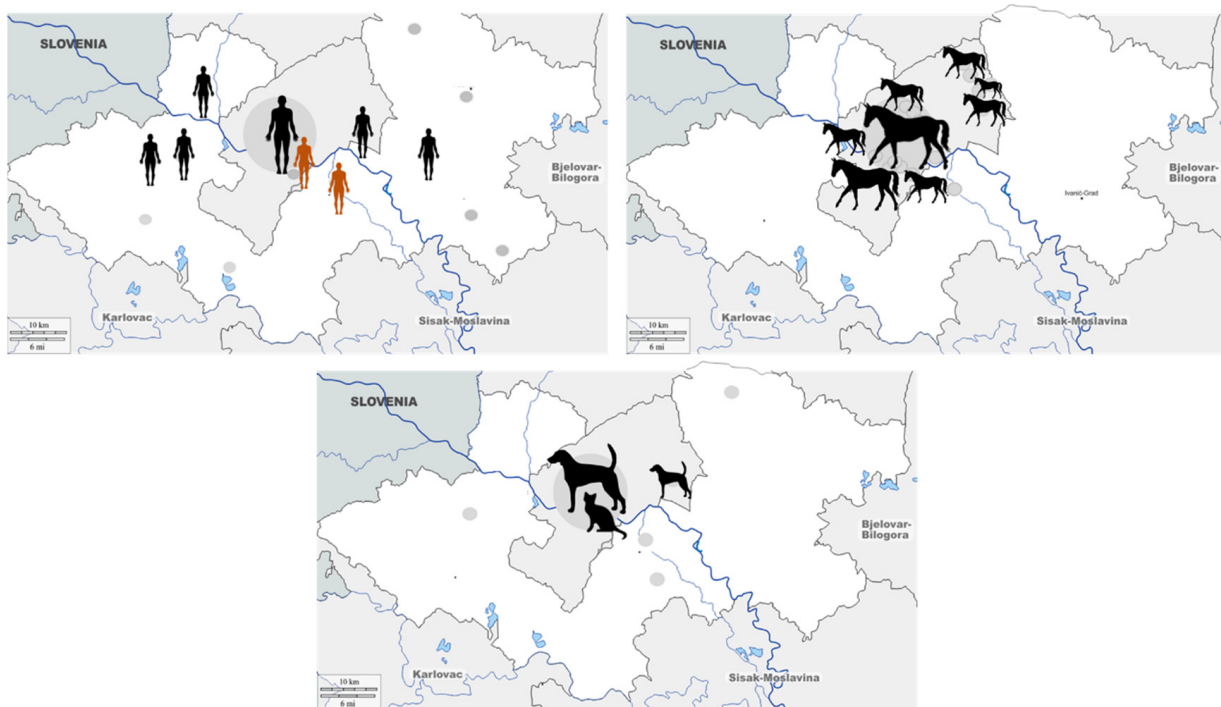 SLOVENIA
Bjelovar-
Bilogora
Karlovac
Sisak-Moslavina
10 km
6 mi
SLOVENIA
Bjelovar-
Bilogora
Ivanić-Grad
Karlovac
Sisak-Moslavina
10 km
6 mi
SLOVENIA
Bjelovar-
Bilogora
Karlovac
Sisak-Moslavina
10 km
6 mi